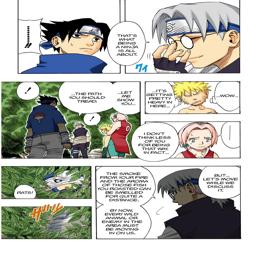 THAT'S
WHAT
BEING
A NINJA
IS ALL
ABOUT.
...WOW...
...IT'S
GETTING
PRETTY
HEAVY IN
HERE...
I DON'T
THINK LESS
OF YOU
FOR BEING
THAT WAY.
IN FACT...
...LET
ME
SHOW
YOU...
...THE PATH
YOU SHOULD
TREAD.
BUT...
LET'S MOVE
WHILE WE
DISCUSS
IT.
THE SMOKE
FROM YOUR FIRE
AND THE AROMA
OF THOSE FISH
YOU ROASTED CAN
BE SMELLED FOR
QUITE A
DISTANCE.
BY NOW,
EVERY WILD
ANIMAL OR
ENEMY IN
THE AREA MUST
BE MOVING
IN ON US.
RATS!